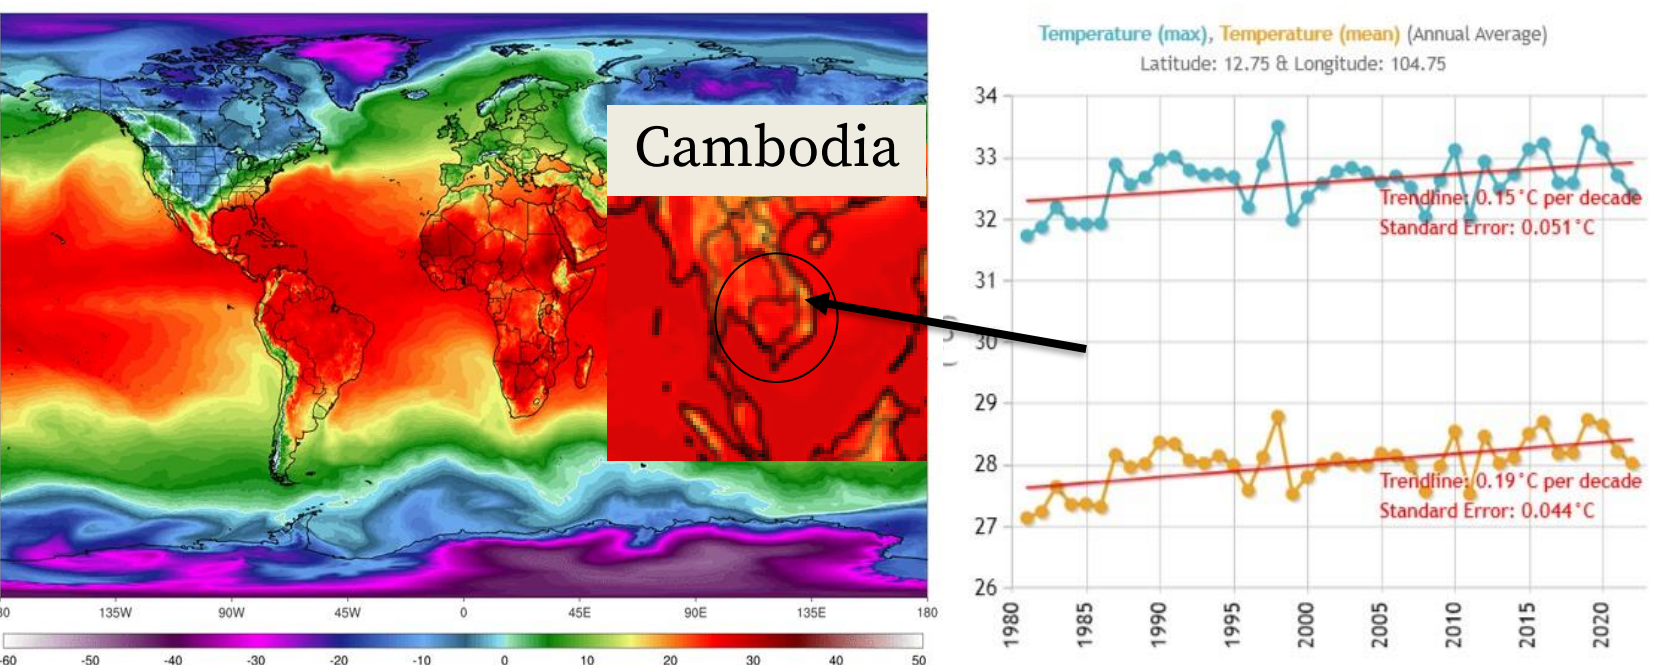 Cambodia
80
135W
90W
45W
0
45E
90E
135E
180
-60
-50
-40
-30
-20
-10
0
10
20
30
40
50
Temperature (max), Temperature (mean) (Annual Average)
Latitude: 12.75 & Longitude: 104.75
34
33
32
31
30
29
28
27
26
Trendline: 0.15°C per decade
Standard Error: 0.051°C
Trendline: 0.19°C per decade
Standard Error: 0.044°C
1980
1985
1990
1995
2000
2005
2010
2015
2020